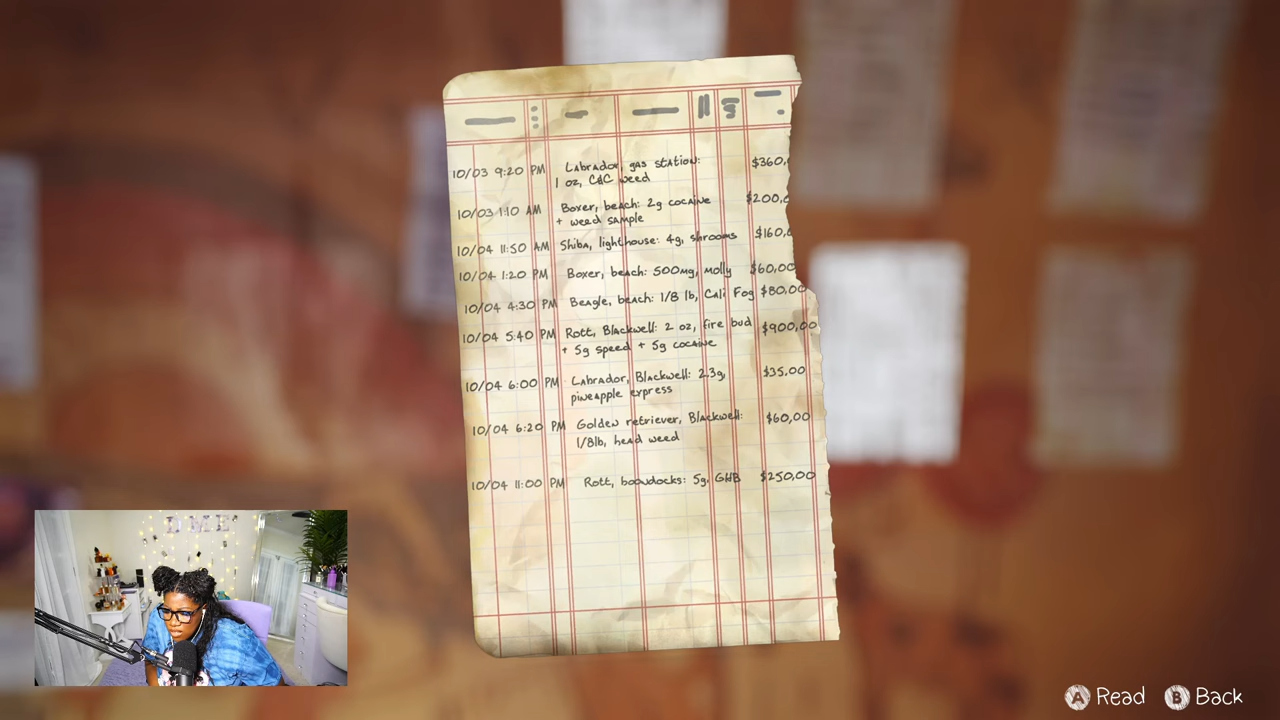 10/03 9:20 PM Labrador, gas station: $360,
1 oz, C&C weed
10/03 1:10 AM Boxer, beach: 2g cocaine $200,0
+ weed sample
10/04 11:50 AM Shiba, lighthouse: 4g, shrooms $160,0
10/04 1:20 PM Boxer, beach: 500mg, molly $60,00
10/04 4:30 PM Beagle, beach: 1/8 lb, Cali Fog $80,00
10/04 5:40 PM Rott, Blackwell: 2 oz, fire bud $900,00
+ 5g speed + 5g cocaine
10/04 6:00 PM Labrador, Blackwell: 2.3g, $35.00
pineapple express
10/04 6:20 PM Golden retriever, Blackwell: $60,00
1/8lb, head weed
10/04 11:00 PM Rott, boowdocks: 5g, GHB $250,00
A Read B Back